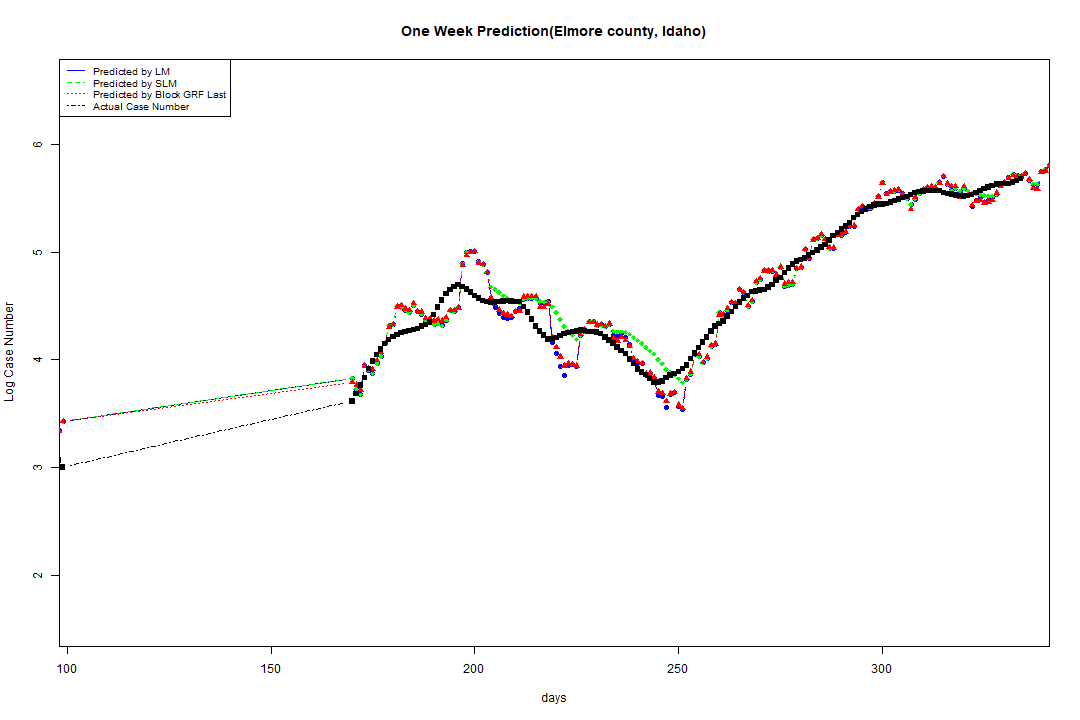 One Week Prediction(Elmore county, Idaho)
Predicted by LM
Predicted by SLM
Predicted by Block GRF Last
Actual Case Number
Log Case Number
6
5
4
3
2
100 150 200 250 300
days